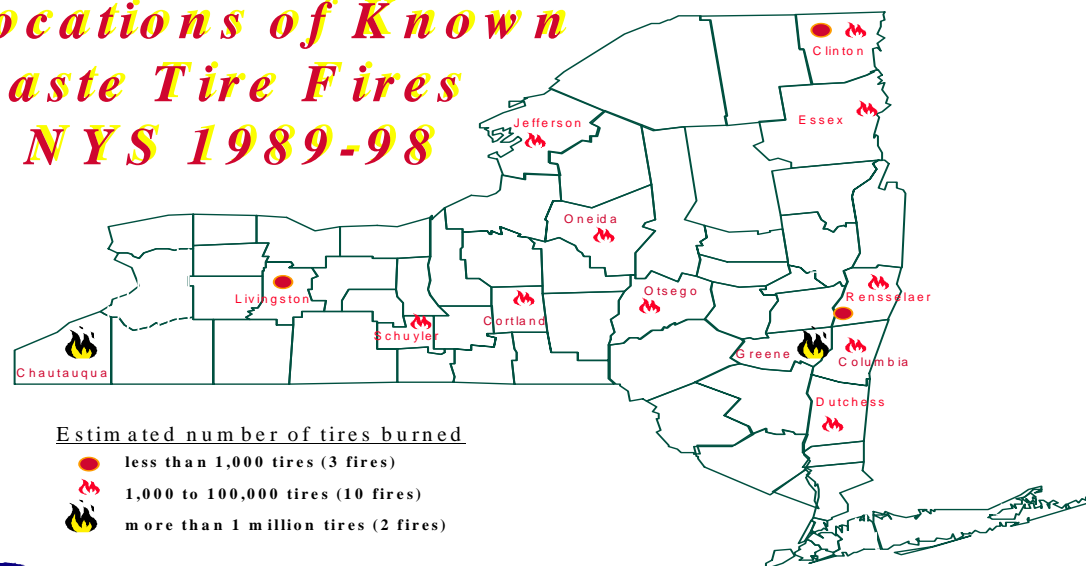 ocations of Known
aste Tire Fires
NYS 1989-98
Clinton
Essex
Jefferson
Oneida
Otsego
Livingston
Rensselaer
Cortland
Schuyler
Greene
Columbia
Chautauqua
Dutchess
Estimated number of tires burned
less than 1,000 tires (3 fires)
1,000 to 100,000 tires (10 fires)
more than 1 million tires (2 fires)